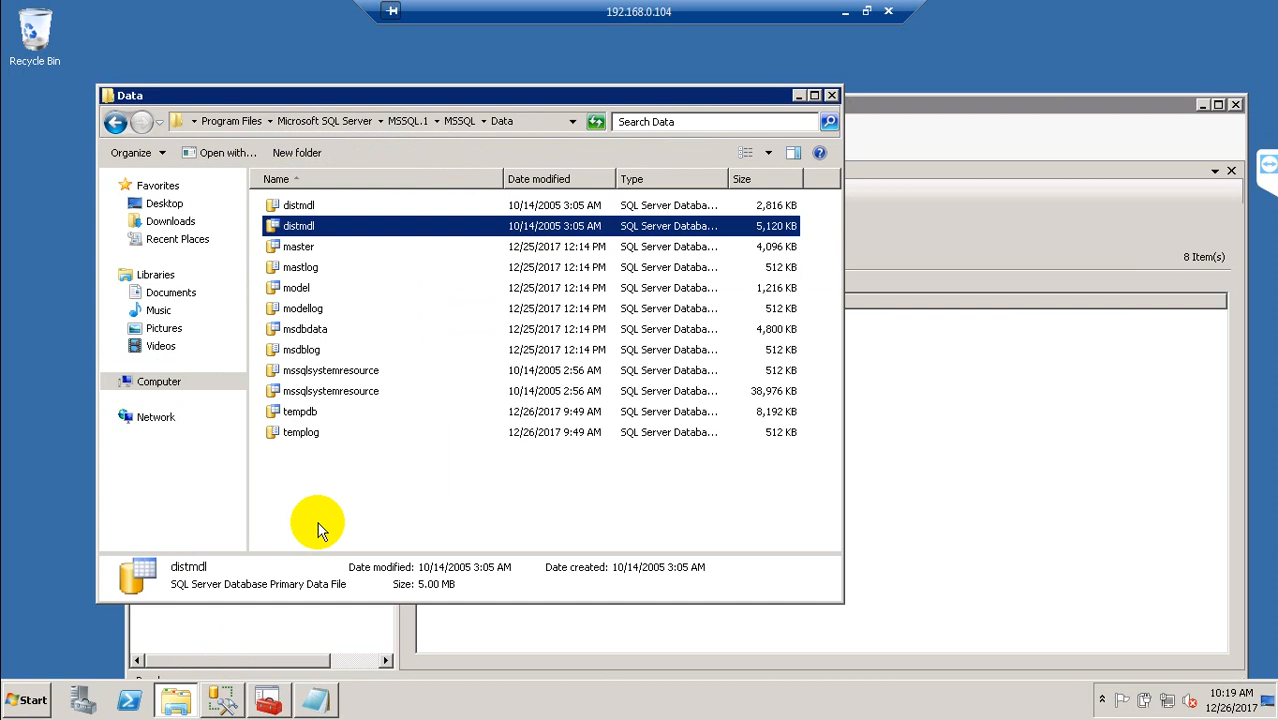 192.168.0.104
Recycle Bin
Data
Program Files Microsoft SQL Server MSSQL.1 MSSQL Data
Search Data
Organize Open with... New folder
Name Date modified Type Size
Favorites
Desktop
Downloads
Recent Places
Libraries
Documents
Music
Pictures
Videos
Computer
Network
distmdl 10/14/2005 3:05 AM SQL Server Databa... 2,816 KB
distmdl 10/14/2005 3:05 AM SQL Server Databa... 5,120 KB
master 12/25/2017 12:14 PM SQL Server Databa... 4,096 KB
mastlog 12/25/2017 12:14 PM SQL Server Databa... 512 KB
model 12/25/2017 12:14 PM SQL Server Databa... 1,216 KB
modellog 12/25/2017 12:14 PM SQL Server Databa... 512 KB
msdbdata 12/25/2017 12:14 PM SQL Server Databa... 4,800 KB
msdblog 12/25/2017 12:14 PM SQL Server Databa... 512 KB
mssqlsystemresource 10/14/2005 2:56 AM SQL Server Databa... 512 KB
mssqlsystemresource 10/14/2005 2:56 AM SQL Server Databa... 38,976 KB
tempdb 12/26/2017 9:49 AM SQL Server Databa... 8,192 KB
templog 12/26/2017 9:49 AM SQL Server Databa... 512 KB
8 Item(s)
distmdl Date modified: 10/14/2005 3:05 AM Date created: 10/14/2005 3:05 AM
SQL Server Database Primary Data File Size: 5.00 MB
Start
10:19 AM
12/26/2017